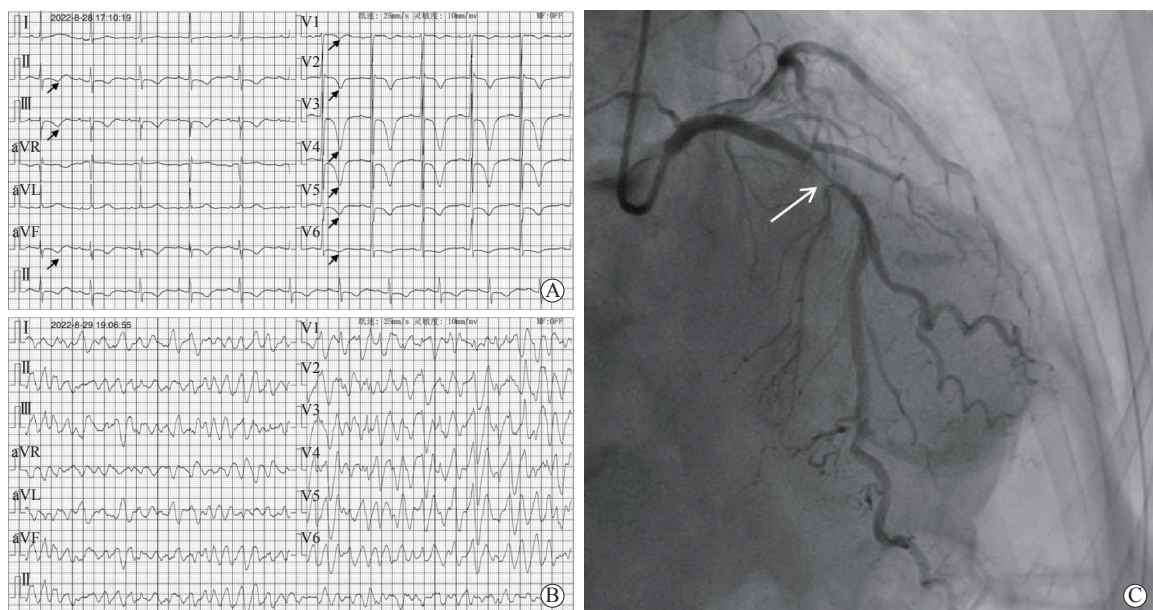 I 2022-8-28 17:10:19 V1 纸速: 25mm/s 灵敏度: 10mm/mv MF:OFF
II V2
III V3
aVR V4
aVL V5
aVF V6
II
A
I 2022-8-29 19:06:55 V1 纸速: 25mm/s 灵敏度: 10mm/mv MF:OFF
II V2
III V3
aVR V4
aVL V5
aVF V6
II
B
C